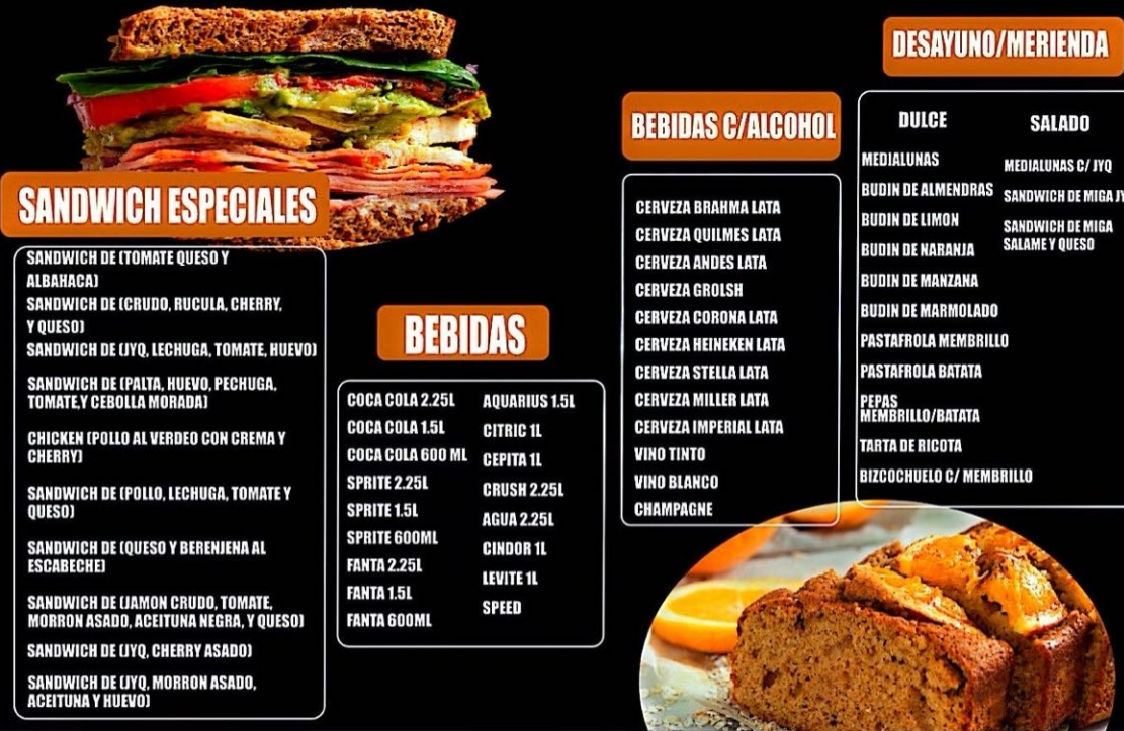 SANDWICH ESPECIALES
SANDWICH DE (TOMATE QUESO Y
ALBAHACA)
SANDWICH DE (CRUDO, RUCULA, CHERRY,
Y QUESO)
SANDWICH DE (JYQ, LECHUGA, TOMATE, HUEVO)
SANDWICH DE (PALTA, HUEVO, PECHUGA,
TOMATE,Y CEBOLLA MORADA)
CHICKEN (POLLO AL VERDEO CON CREMA Y
CHERRY)
SANDWICH DE (POLLO, LECHUGA, TOMATE Y
QUESO)
SANDWICH DE (QUESO Y BERENJENA AL
ESCABECHE)
SANDWICH DE (JAMON CRUDO, TOMATE,
MORRON ASADO, ACEITUNA NEGRA, Y QUESO)
SANDWICH DE (JYQ, CHERRY ASADO)
SANDWICH DE (JYQ, MORRON ASADO,
ACEITUNA Y HUEVO)
BEBIDAS
COCA COLA 2.25L
COCA COLA 1.5L
COCA COLA 600 ML
SPRITE 2.25L
SPRITE 1.5L
SPRITE 600ML
FANTA 2.25L
FANTA 1.5L
FANTA 600ML
AQUARIUS 1.5L
CITRIC 1L
CEPITA 1L
CRUSH 2.25L
AGUA 2.25L
CINDOR 1L
LEVITE 1L
SPEED
BEBIDAS C/ALCOHOL
CERVEZA BRAHMA LATA
CERVEZA QUILMES LATA
CERVEZA ANDES LATA
CERVEZA GROLSH
CERVEZA CORONA LATA
CERVEZA HEINEKEN LATA
CERVEZA STELLA LATA
CERVEZA MILLER LATA
CERVEZA IMPERIAL LATA
VINO TINTO
VINO BLANCO
CHAMPAGNE
DESAYUNO/MERIENDA
DULCE
MEDIALUNAS
BUDIN DE ALMENDRAS
BUDIN DE LIMON
BUDIN DE NARANJA
BUDIN DE MANZANA
BUDIN DE MARMOLADO
PASTAFROLA MEMBRILLO
PASTAFROLA BATATA
PEPAS
MEMBRILLO/BATATA
TARTA DE RICOTA
BIZCOCHUELO C/ MEMBRILLO
SALADO
MEDIALUNAS C/ JYQ
SANDWICH DE MIGA
SANDWICH DE MIGA
SALAME Y QUESO